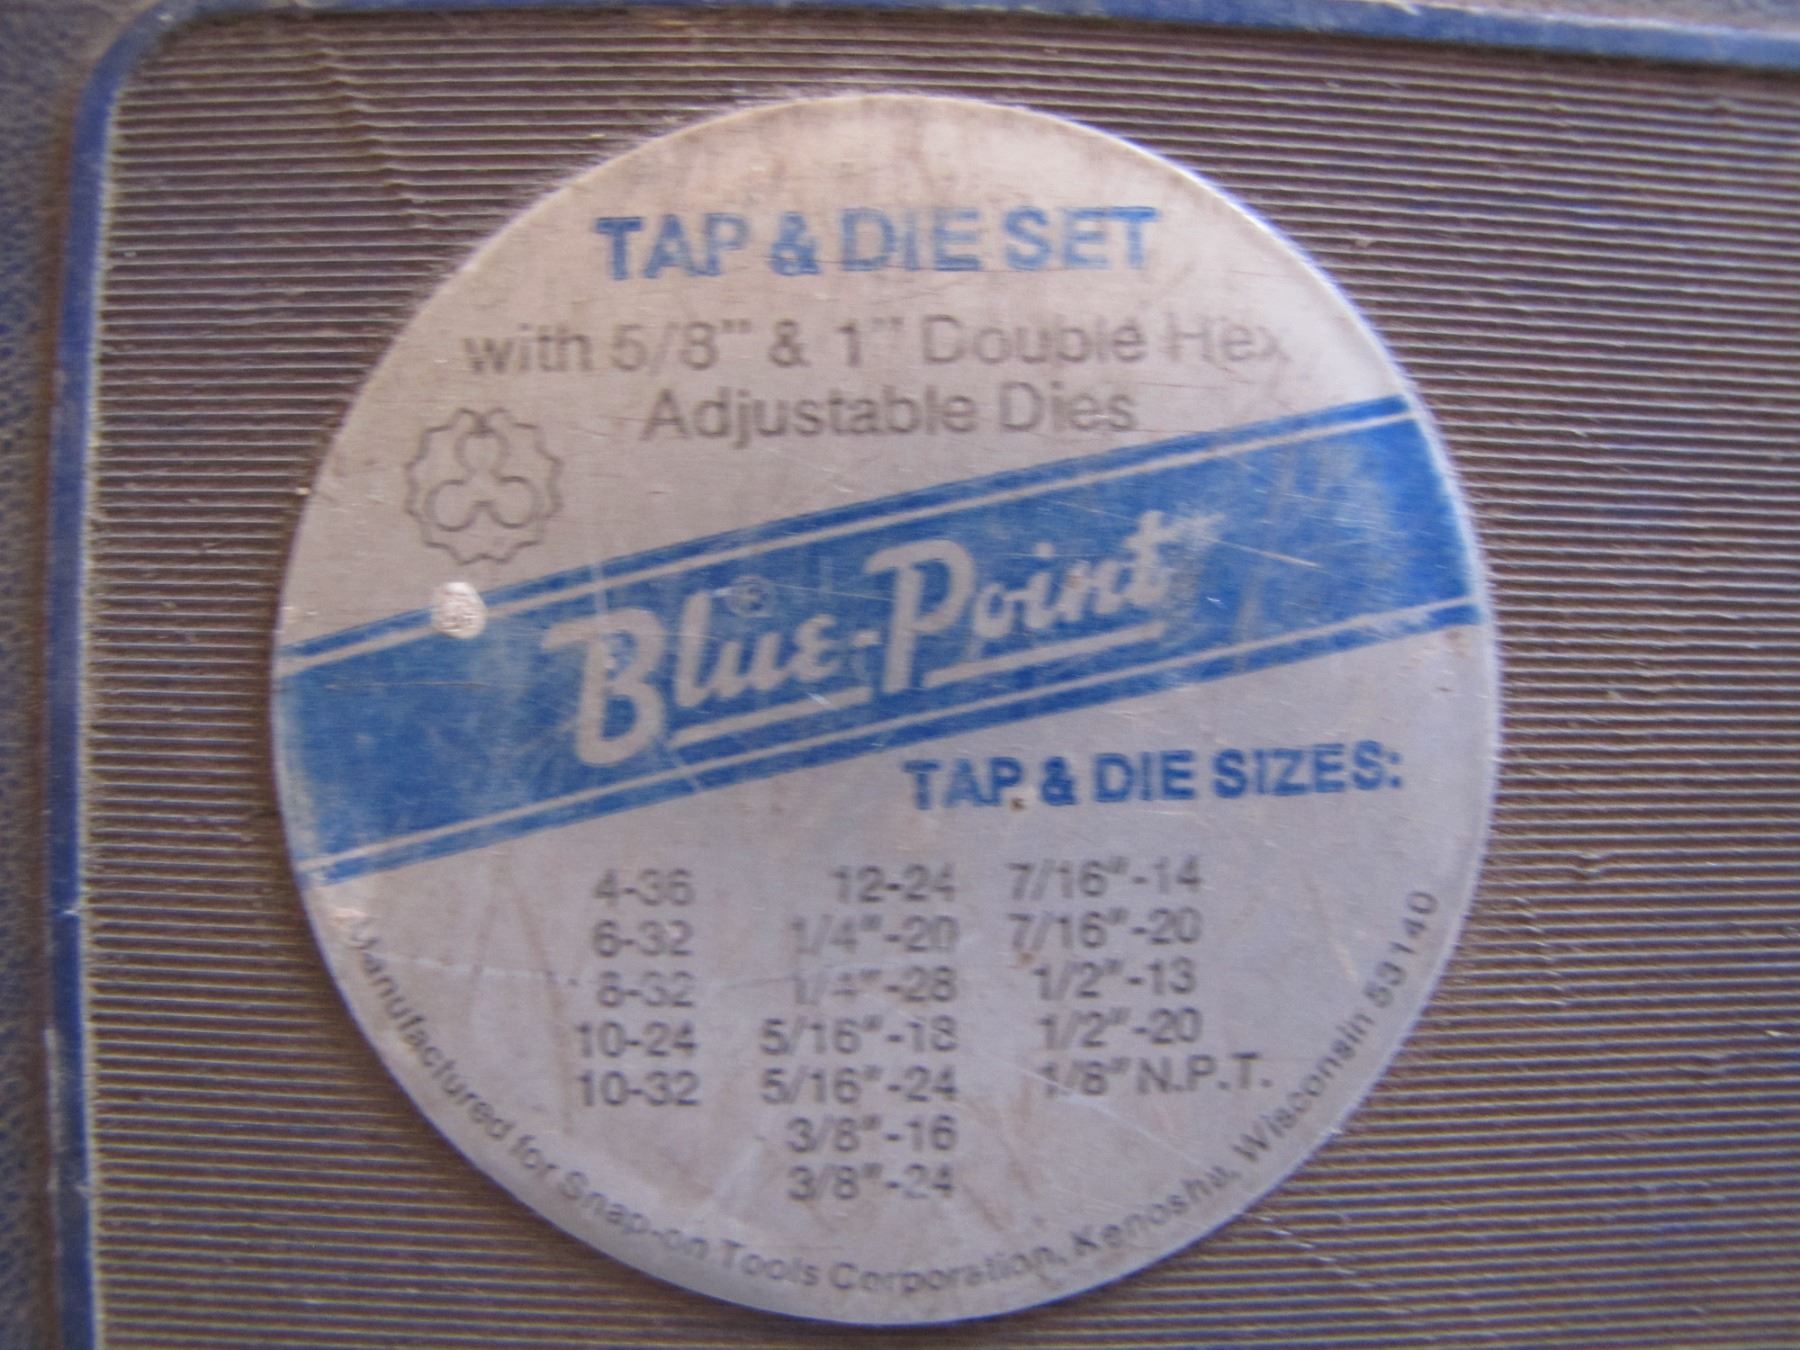 TAP & DIE SET
with 5/8" & 1" Double Hex
Adjustable Dies
Blue-Point®
TAP & DIE SIZES:
4-36 12-24 7/16"-14
6-32 1/4"-20 7/16"-20
8-32 1/4"-28 1/2"-13
10-24 5/16"-18 1/2"-20
10-32 5/16"-24 1/8" N.P.T.
3/8"-16
3/8"-24
Manufactured for Snap-on Tools Corporation, Kenosha, Wisconsin 53140